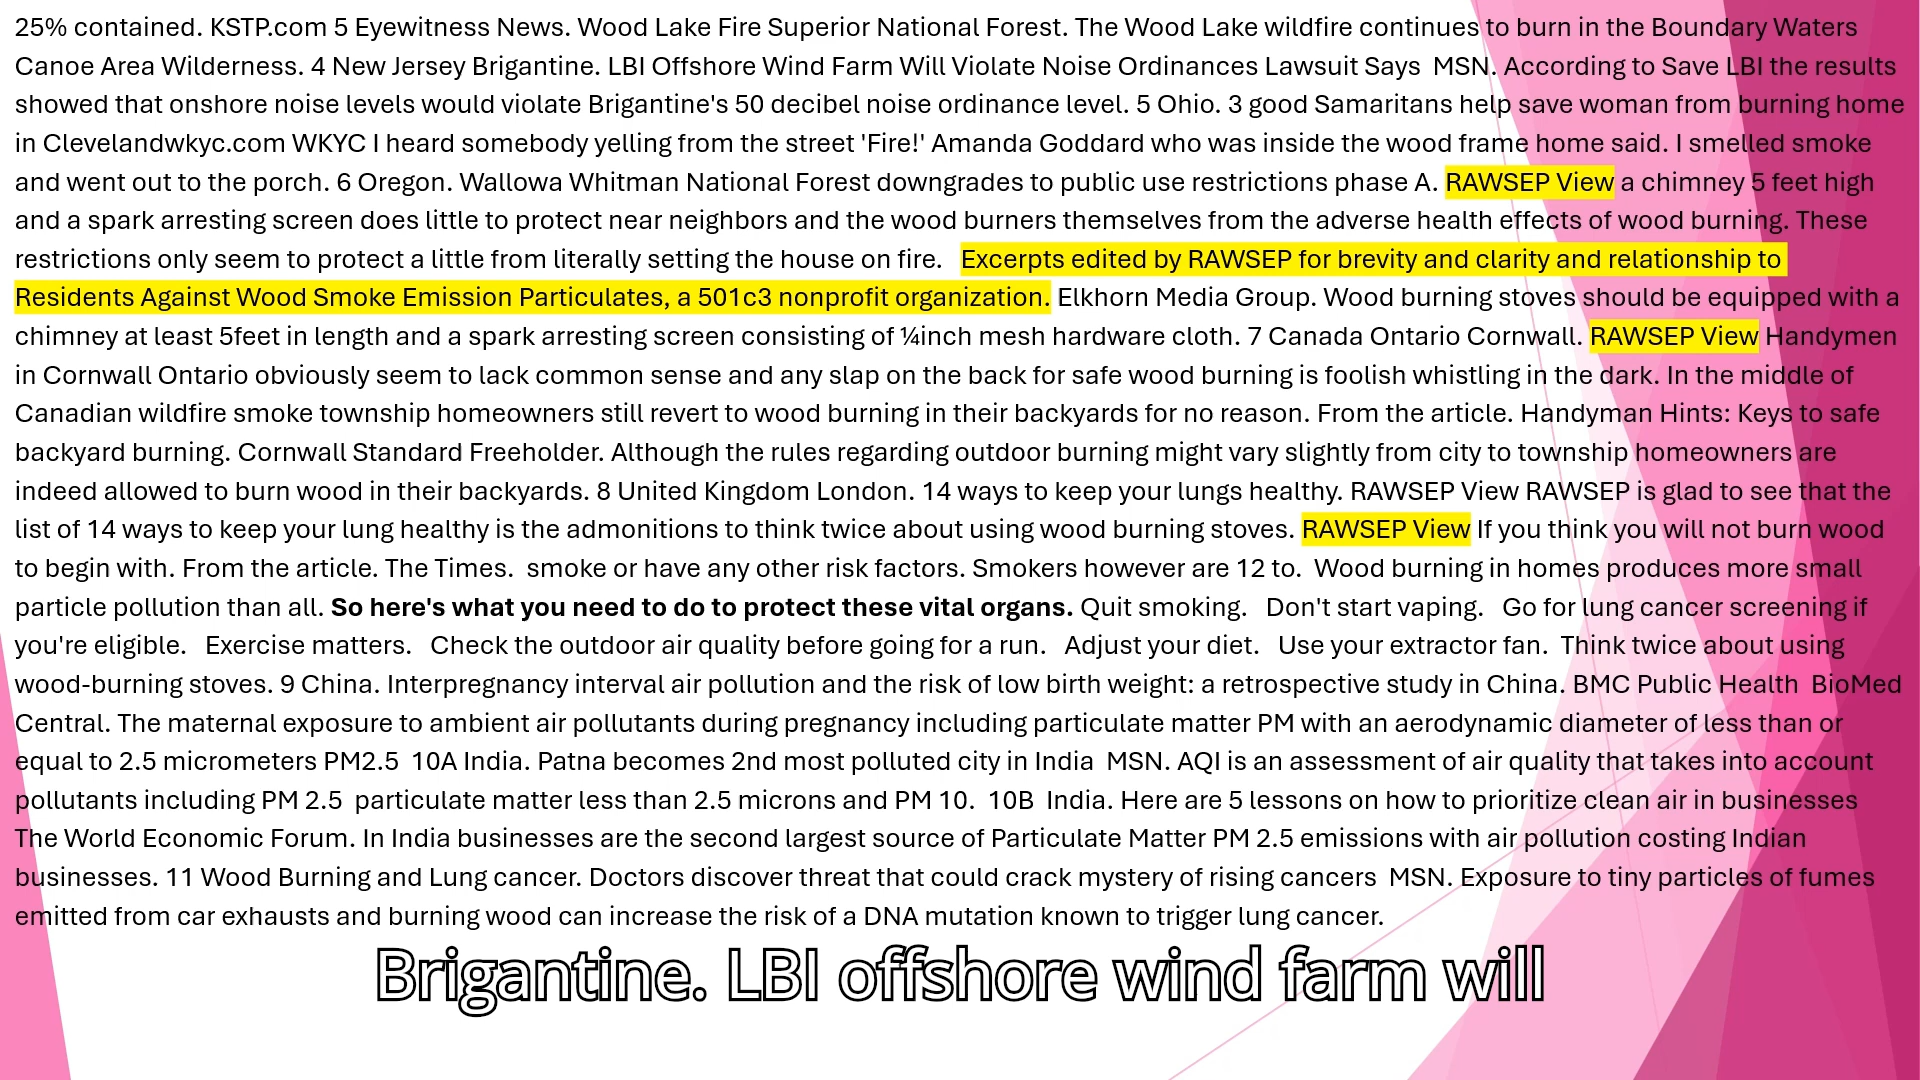 25% contained. KSTP.com 5 Eyewitness News. Wood Lake Fire Superior National Forest. The Wood Lake wildfire continues to burn in the Boundary Waters
Canoe Area Wilderness. 4 New Jersey Brigantine. LBI Offshore Wind Farm Will Violate Noise Ordinances Lawsuit Says  MSN. According to Save LBI the results
showed that onshore noise levels would violate Brigantine's 50 decibel noise ordinance level. 5 Ohio. 3 good Samaritans help save woman from burning home
in Clevelandwkyc.com WKYC I heard somebody yelling from the street 'Fire!' Amanda Goddard who was inside the wood frame home said. I smelled smoke
and went out to the porch. 6 Oregon. Wallowa Whitman National Forest downgrades to public use restrictions phase A. RAWSEP View a chimney 5 feet high
and a spark arresting screen does little to protect near neighbors and the wood burners themselves from the adverse health effects of wood burning. These
restrictions only seem to protect a little from literally setting the house on fire.   Excerpts edited by RAWSEP for brevity and clarity and relationship to
Residents Against Wood Smoke Emission Particulates, a 501c3 nonprofit organization. Elkhorn Media Group. Wood burning stoves should be equipped with a
chimney at least 5feet in length and a spark arresting screen consisting of ¼inch mesh hardware cloth. 7 Canada Ontario Cornwall. RAWSEP View Handymen
in Cornwall Ontario obviously seem to lack common sense and any slap on the back for safe wood burning is foolish whistling in the dark. In the middle of
Canadian wildfire smoke township homeowners still revert to wood burning in their backyards for no reason. From the article. Handyman Hints: Keys to safe
backyard burning. Cornwall Standard Freeholder. Although the rules regarding outdoor burning might vary slightly from city to township homeowners are
indeed allowed to burn wood in their backyards. 8 United Kingdom London. 14 ways to keep your lungs healthy. RAWSEP View RAWSEP is glad to see that the
list of 14 ways to keep your lung healthy is the admonitions to think twice about using wood burning stoves. RAWSEP View If you think you will not burn wood
to begin with. From the article. The Times.  smoke or have any other risk factors. Smokers however are 12 to.  Wood burning in homes produces more small
particle pollution than all. So here's what you need to do to protect these vital organs. Quit smoking.   Don't start vaping.   Go for lung cancer screening if
you're eligible.   Exercise matters.   Check the outdoor air quality before going for a run.   Adjust your diet.   Use your extractor fan.  Think twice about using
wood-burning stoves. 9 China. Interpregnancy interval air pollution and the risk of low birth weight: a retrospective study in China. BMC Public Health  BioMed
Central. The maternal exposure to ambient air pollutants during pregnancy including particulate matter PM with an aerodynamic diameter of less than or
equal to 2.5 micrometers PM2.5  10A India. Patna becomes 2nd most polluted city in India  MSN. AQI is an assessment of air quality that takes into account
pollutants including PM 2.5  particulate matter less than 2.5 microns and PM 10.  10B  India. Here are 5 lessons on how to prioritize clean air in businesses
The World Economic Forum. In India businesses are the second largest source of Particulate Matter PM 2.5 emissions with air pollution costing Indian
businesses. 11 Wood Burning and Lung cancer. Doctors discover threat that could crack mystery of rising cancers  MSN. Exposure to tiny particles of fumes
emitted from car exhausts and burning wood can increase the risk of a DNA mutation known to trigger lung cancer.
Brigantine. LBI offshore wind farm will